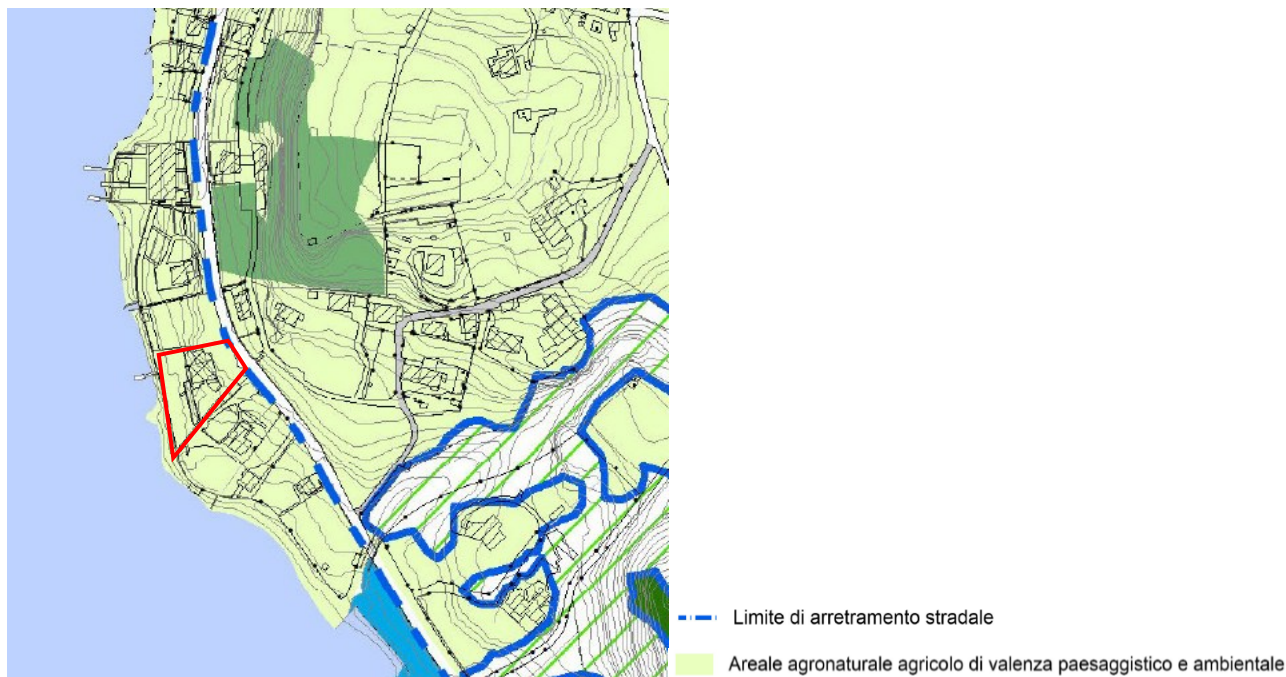 Limite di arretramento stradale
Areale agronaturale agricolo di valenza paesaggistico e ambientale